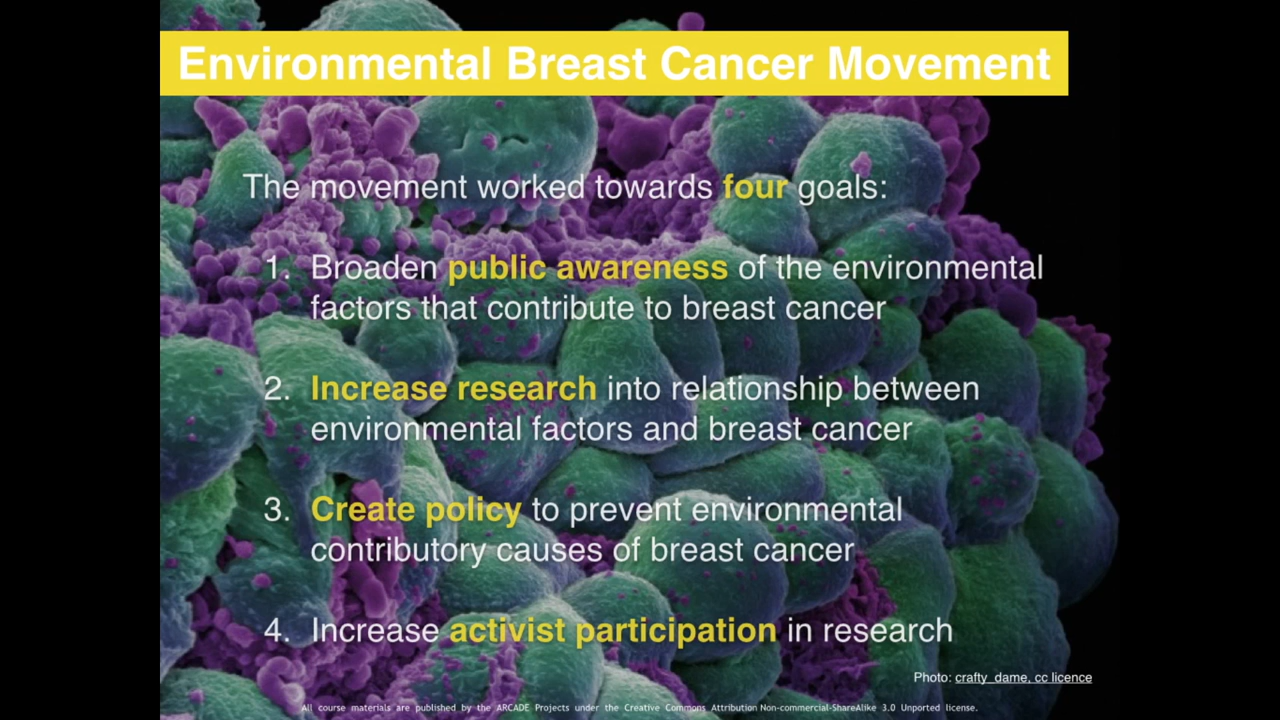 Environmental Breast Cancer Movement
The movement worked towards four goals:
1. Broaden public awareness of the environmental
factors that contribute to breast cancer
2. Increase research into relationship between
environmental factors and breast cancer
3. Create policy to prevent environmental
contributory causes of breast cancer
4. Increase activist participation in research
Photo: crafty_dame, cc licence
All course materials are published by the ARCADE Projects under the Creative Commons Attribution Non-commercial-ShareAlike 3.0 Unported license.